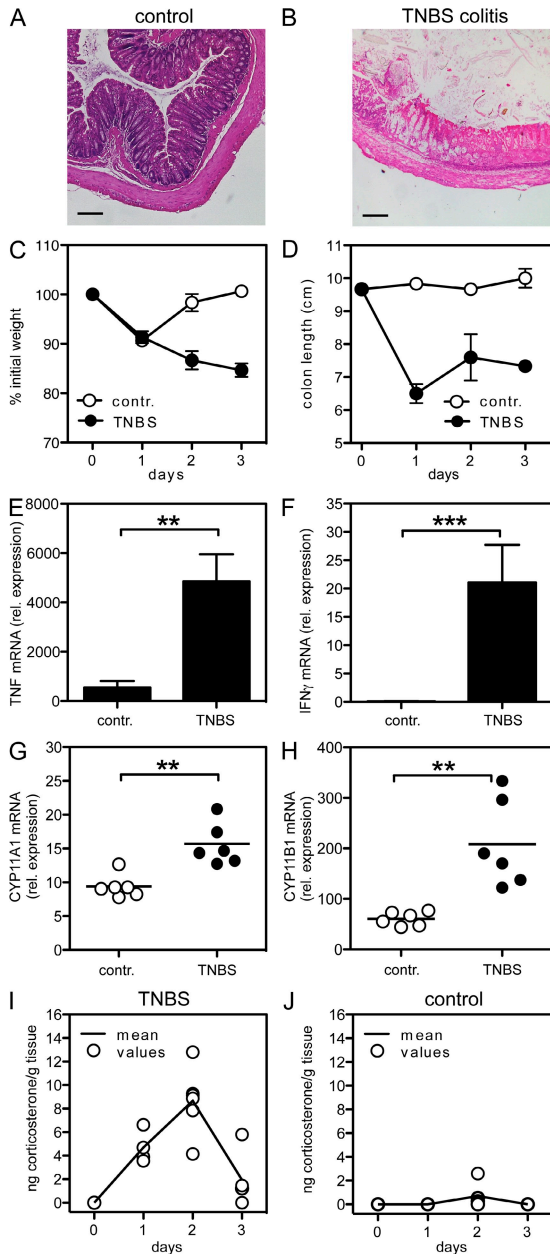 A control
B TNBS colitis
C
% initial weight
110
100
90
80
70
contr.
TNBS
0 1 2 3
days
D
colon length (cm)
10
9
8
7
6
5
contr.
TNBS
0 1 2 3
days
E
TNF mRNA (rel. expression)
8000
6000
4000
2000
0
**
contr. TNBS
F
IFNγ mRNA (rel. expression)
35
30
25
20
15
10
5
0
***
contr. TNBS
G
CYP11A1 mRNA
(rel. expression)
25
20
15
10
5
0
**
contr. TNBS
H
CYP11B1 mRNA
(rel. expression)
400
300
200
100
0
**
contr. TNBS
I TNBS
ng corticosterone/g tissue
16
14
12
10
8
6
4
2
0
mean
values
0 1 2 3
days
J control
ng corticosterone/g tissue
16
14
12
10
8
6
4
2
0
mean
values
0 1 2 3
days